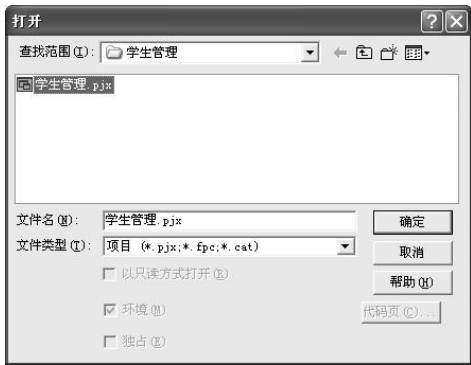 打开
查找范围(I): 学生管理
学生管理.pjx
文件名(N): 学生管理.pjx
确定
文件类型(T): 项目 (*.pjx;*.fpc;*.cat)
取消
以只读方式打开(R)
帮助(H)
环境(M)
代码页(C)...
独占(E)